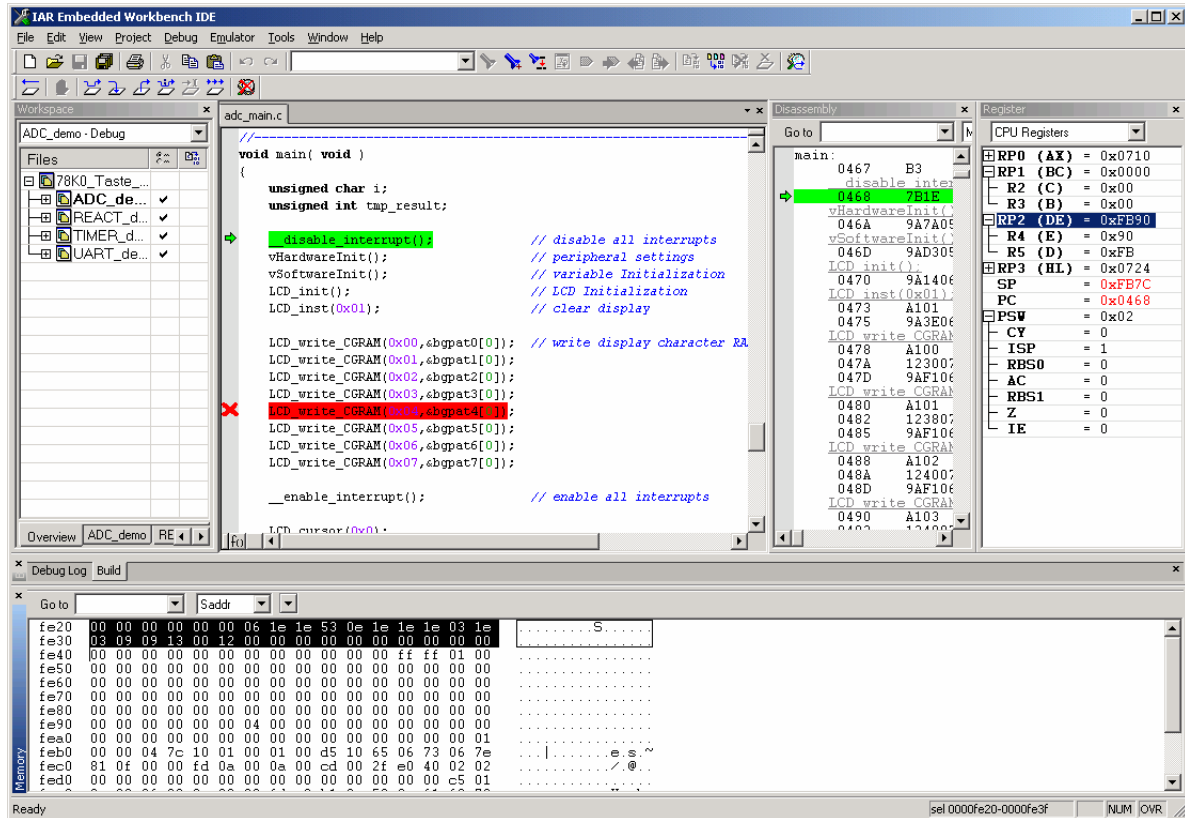 IAR Embedded Workbench IDE
File Edit View Project Debug Emulator Tools Window Help
Workspace
ADC_demo - Debug
Files
78K0_Taste_...
ADC_de...
REACT_d...
TIMER_d...
UART_de...
Overview ADC_demo RE
adc_main.c
//--------------------------------------------------------------------
void main( void )
{
unsigned char i;
unsigned int tmp_result;
__disable_interrupt(); // disable all interrupts
vHardwareInit(); // peripheral settings
vSoftwareInit(); // variable Initialization
LCD_init(); // LCD Initialization
LCD_inst(0x01); // clear display
LCD_write_CGRAM(0x00,&bgpat0[0]); // write display character RA
LCD_write_CGRAM(0x01,&bgpat1[0]);
LCD_write_CGRAM(0x02,&bgpat2[0]);
LCD_write_CGRAM(0x03,&bgpat3[0]);
LCD_write_CGRAM(0x04,&bgpat4[0]);
LCD_write_CGRAM(0x05,&bgpat5[0]);
LCD_write_CGRAM(0x06,&bgpat6[0]);
LCD_write_CGRAM(0x07,&bgpat7[0]);
__enable_interrupt(); // enable all interrupts
LCD_cursor(0x0);
f()
Disassembly
Go to
main:
0467 B3
__disable_inter
0468 7B1E
vHardwareInit()
046A 9A7A05
vSoftwareInit()
046D 9AD305
LCD_init();
0470 9A1406
LCD_inst(0x01);
0473 A101
0475 9A3E06
LCD_write_CGRAM
0478 A100
047A 123007
047D 9AF106
LCD_write_CGRAM
0480 A101
0482 123807
0485 9AF106
LCD_write_CGRAM
0488 A102
048A 124007
048D 9AF106
LCD_write_CGRAM
0490 A103
Register
CPU Registers
RP0 (AX) = 0x0710
RP1 (BC) = 0x0000
R2 (C) = 0x00
R3 (B) = 0x00
RP2 (DE) = 0xFB90
R4 (E) = 0x90
R5 (D) = 0xFB
RP3 (HL) = 0x0724
SP = 0xFB7C
PC = 0x0468
PSW = 0x02
CY = 0
ISP = 1
RBS0 = 0
AC = 0
RBS1 = 0
Z = 0
IE = 0
Debug Log Build
Go to Saddr
fe20 00 00 00 00 00 00 06 1e 1e 53 0e 1e 1e 1e 03 1e .........S......
fe30 03 09 09 13 00 12 00 00 00 00 00 00 00 00 00 00 ................
fe40 00 00 00 00 00 00 00 00 00 00 00 00 ff ff 01 00 ................
fe50 00 00 00 00 00 00 00 00 00 00 00 00 00 00 00 00 ................
fe60 00 00 00 00 00 00 00 00 00 00 00 00 00 00 00 00 ................
fe70 00 00 00 00 00 00 00 00 00 00 00 00 00 00 00 00 ................
fe80 00 00 00 00 00 00 00 00 00 00 00 00 00 00 00 00 ................
fe90 00 00 00 00 00 00 04 00 00 00 00 00 00 00 00 00 ................
fea0 00 00 00 00 00 00 00 00 00 00 00 00 00 00 00 01 ................
feb0 00 00 04 7c 10 01 00 01 00 d5 10 65 06 73 06 7e ...|.......e.s.~
fec0 81 0f 00 00 fd 0a 00 0a 00 cd 00 2f e0 40 02 02 .........../.@..
fed0 00 00 00 00 00 00 00 00 00 00 00 00 00 00 c5 01 ................
Memory
Ready sel 0000fe20-0000fe3f NUM OVR